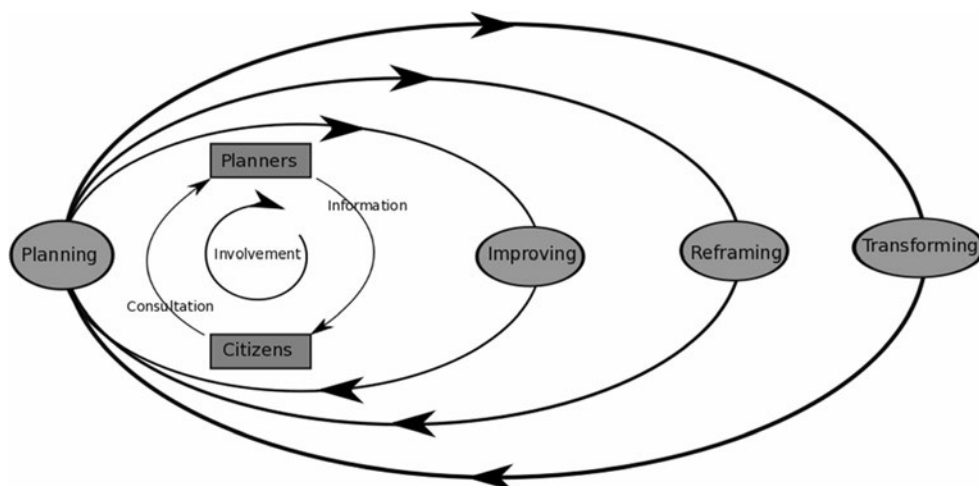 Planners
Information
Planning
Involvement
Improving
Reframing
Transforming
Consultation
Citizens